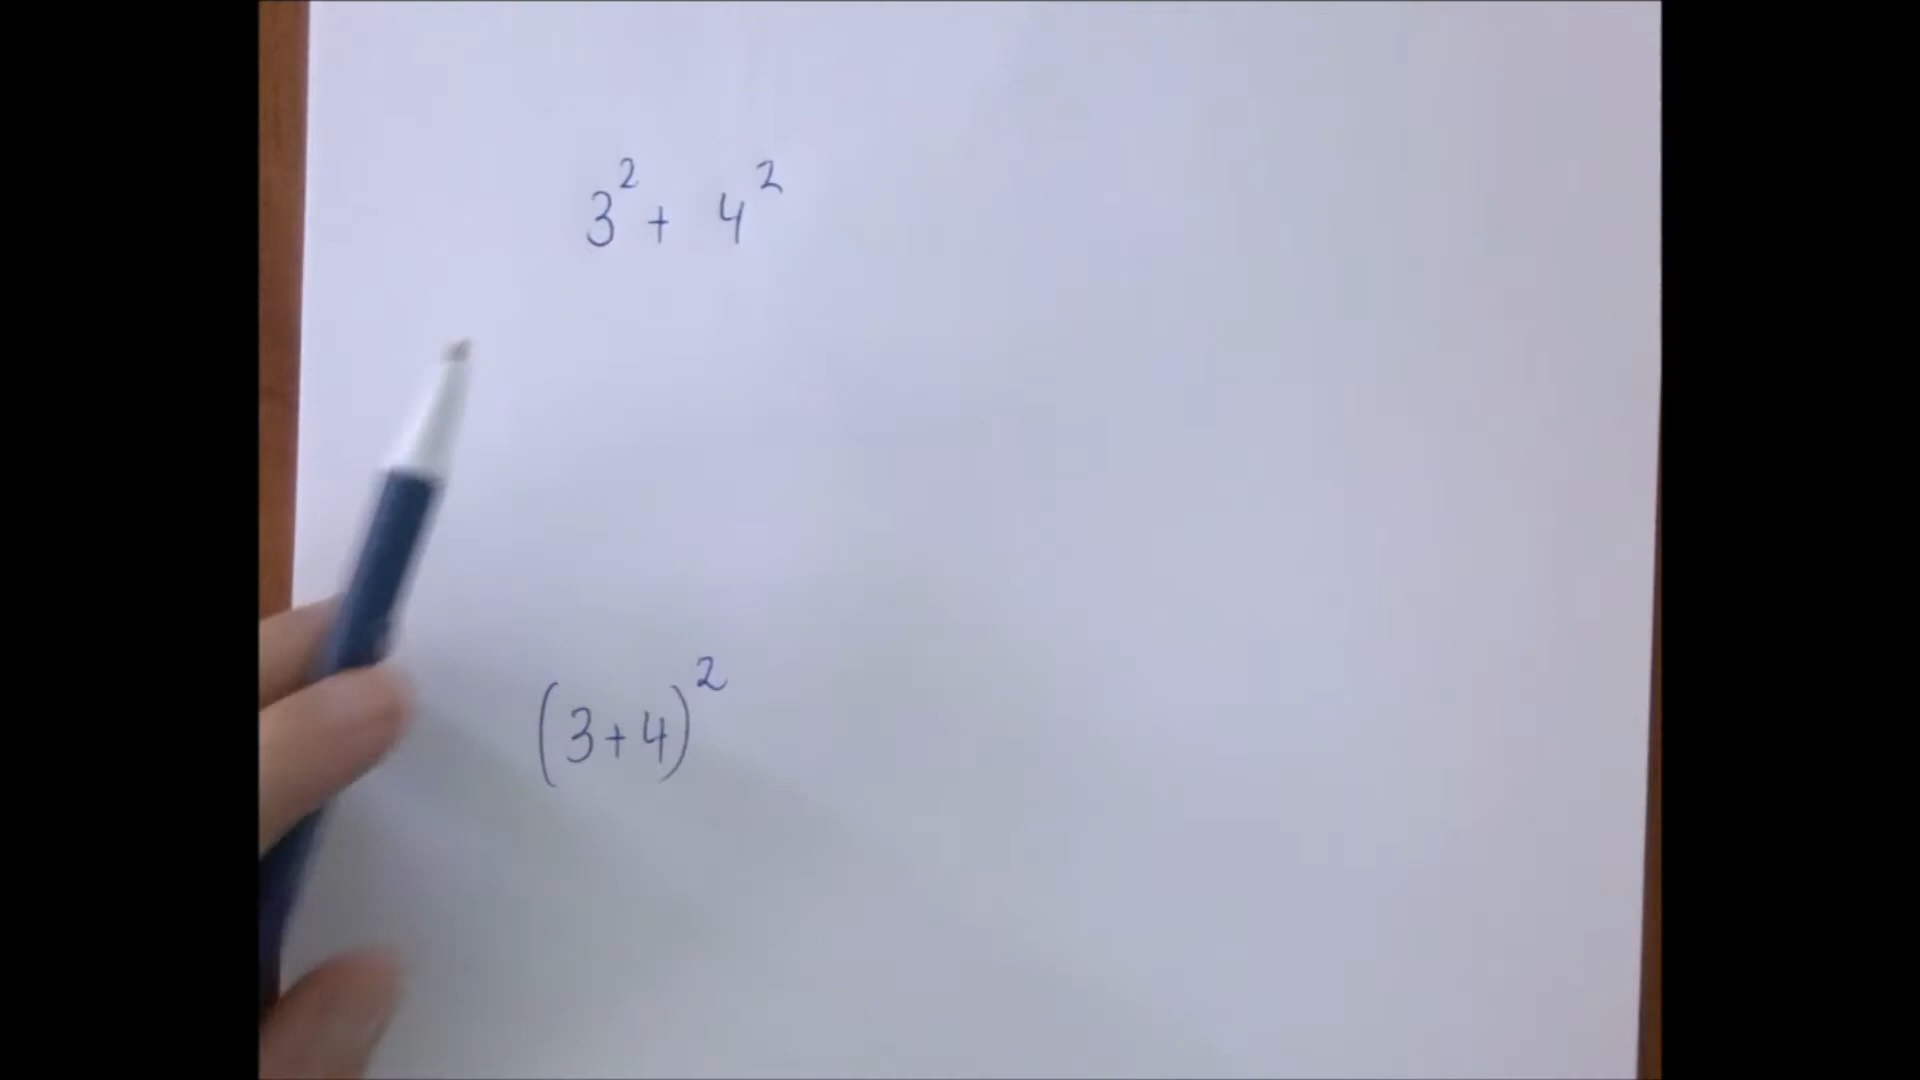 3² + 4²
(3+4)²